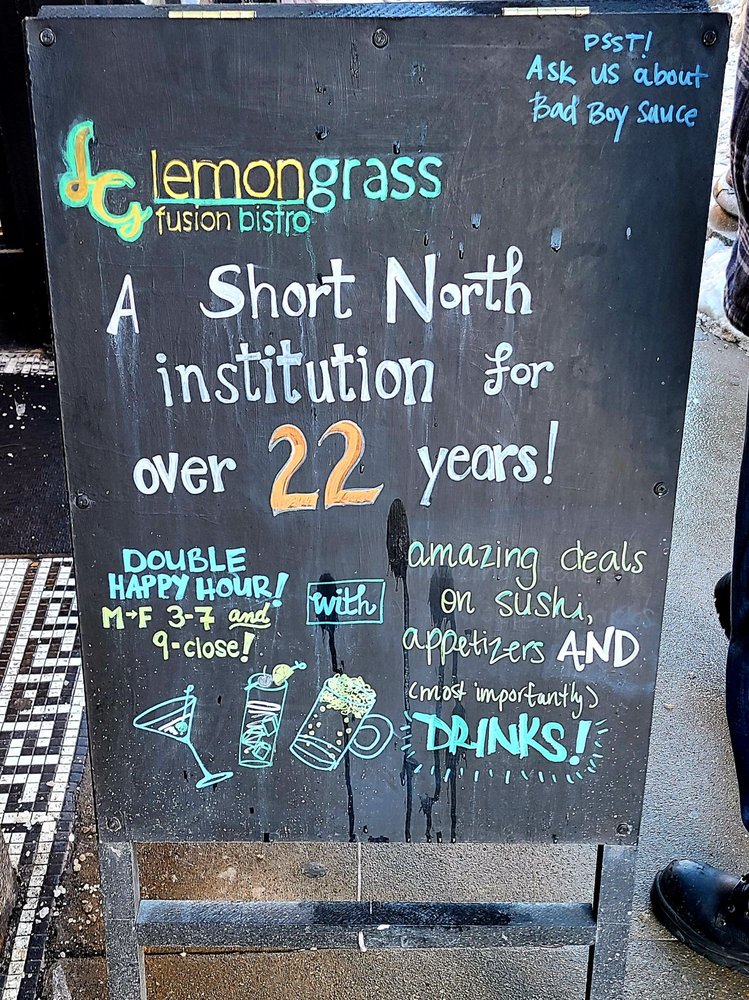 PSST!
Ask us about
Bad Boy Sauce
LG lemongrass
fusion bistro
A Short North
institution for
over 22 years!
DOUBLE
HAPPY HOUR!
M→F 3-7 and
9-close!
with
amazing deals
on sushi,
appetizers AND
(most importantly)
DRINKS!